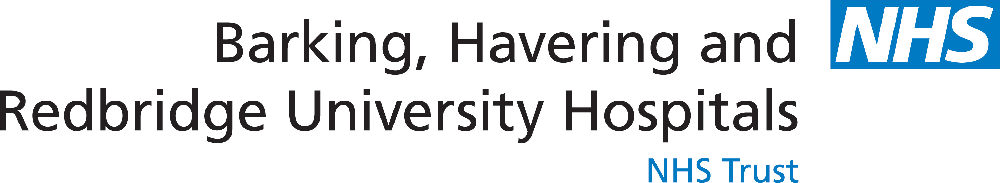 Barking, Havering and NHS
Redbridge University Hospitals
NHS Trust